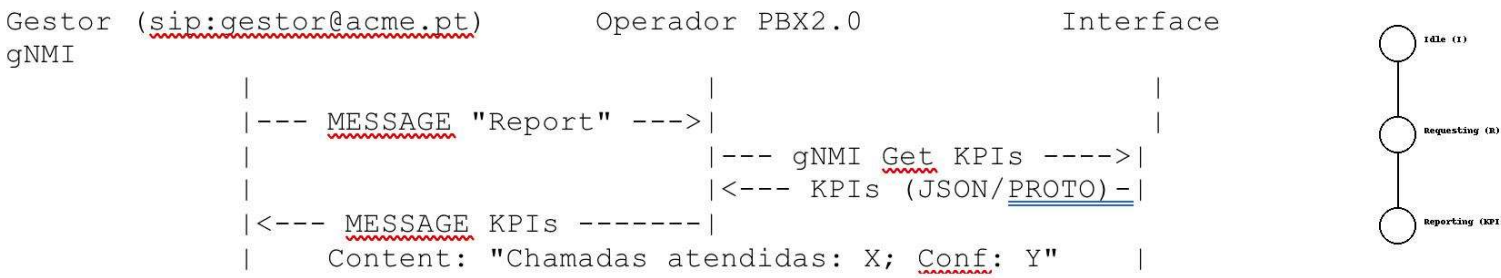 Gestor (sip:gestor@acme.pt) Operador PBX2.0 Interface
gNMI
|--- MESSAGE "Report" --->|
|--- gNMI Get KPIs ---->|
|<--- KPIs (JSON/PROTO)-|
|<--- MESSAGE KPIs -------|
| Content: "Chamadas atendidas: X; Conf: Y" |
Idle (I)
Requesting (R)
Reporting (KPI